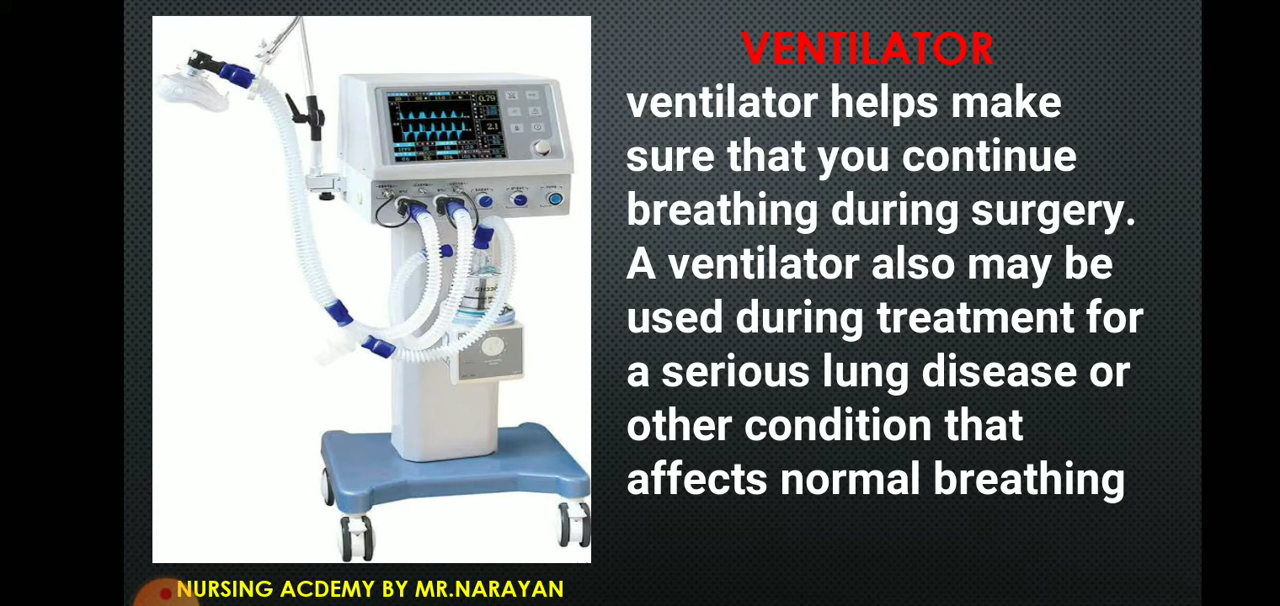 VENTILATOR
ventilator helps make
sure that you continue
breathing during surgery.
A ventilator also may be
used during treatment for
a serious lung disease or
other condition that
affects normal breathing
NURSING ACDEMY BY MR.NARAYAN